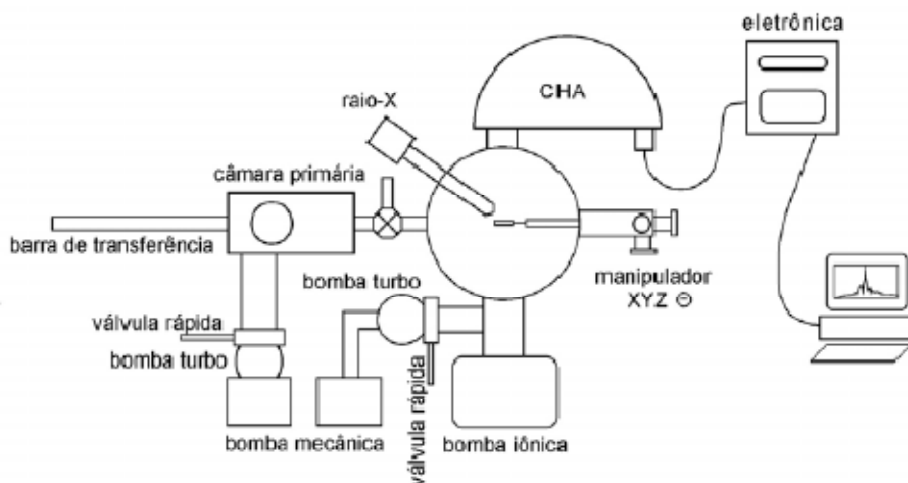 eletrônica
CHA
raio-X
câmara primária
barra de transferência
bomba turbo
manipulador
XYZ Θ
válvula rápida
bomba turbo
válvula rápida
bomba mecânica
bomba iônica